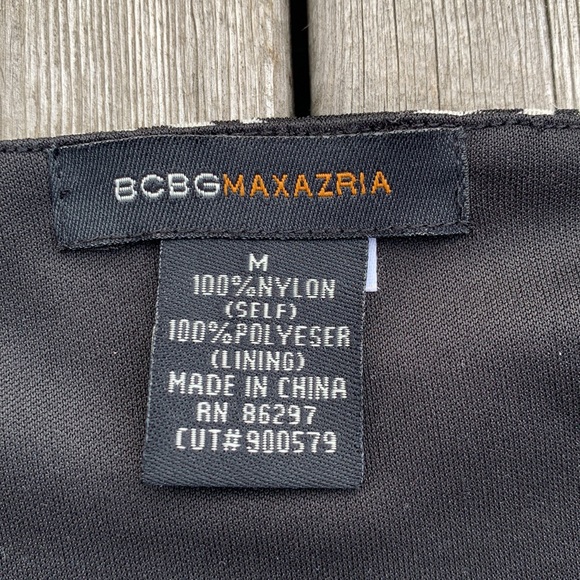 BCBGMAXAZRIA
M
100%NYLON
(SELF)
100%POLYESER
(LINING)
MADE IN CHINA
RN 86297
CUT#900579